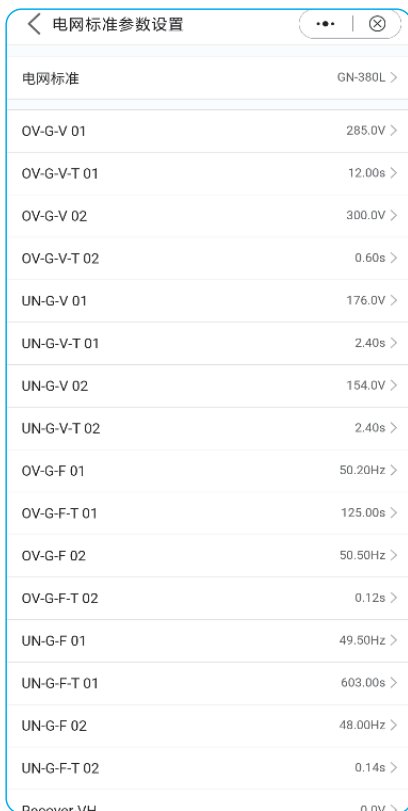 电网标准参数设置
电网标准 GN-380L
OV-G-V 01 285.0V
OV-G-V-T 01 12.00s
OV-G-V 02 300.0V
OV-G-V-T 02 0.60s
UN-G-V 01 176.0V
UN-G-V-T 01 2.40s
UN-G-V 02 154.0V
UN-G-V-T 02 2.40s
OV-G-F 01 50.20Hz
OV-G-F-T 01 125.00s
OV-G-F 02 50.50Hz
OV-G-F-T 02 0.12s
UN-G-F 01 49.50Hz
UN-G-F-T 01 603.00s
UN-G-F 02 48.00Hz
UN-G-F-T 02 0.14s
Recover VH 0.0V